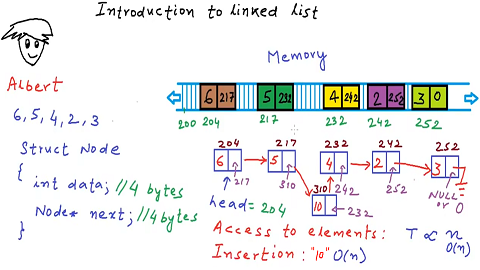 Introduction to linked list
Memory
Albert
6 217 5 232 4 242 2 252 3 0
200 204 217 232 242 252
6, 5, 4, 2, 3
Struct Node
{
int data; //4 bytes
Node* next; //4 bytes
}
204 217 232 242 252
6 5 4 2 3
217 310 310 242 252 NULL or 0
head = 204
10 232
Access to elements: T ∝ n
O(n)
Insertion: "10" O(n)